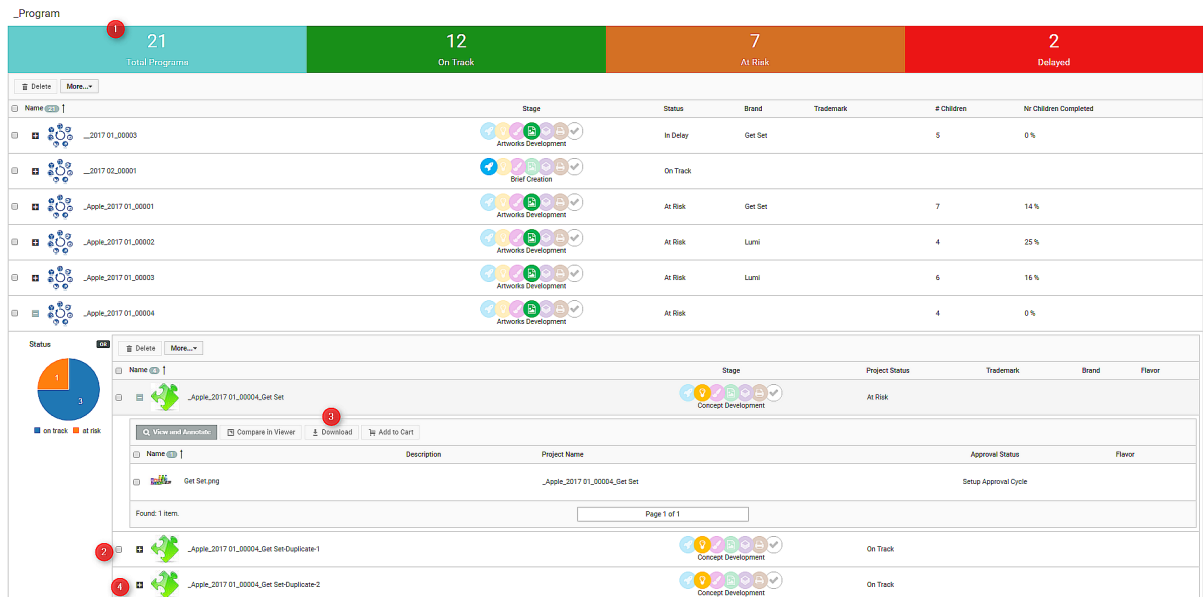 _Program
1
21 12 7 2
Total Programs On Track At Risk Delayed
Delete More...
Name 21 Stage Status Brand Trademark # Children Nr Children Completed
__2017 01_00003 Artworks Development In Delay Get Set 5 0 %
__2017 02_00001 Brief Creation On Track
_Apple_2017 01_00001 Artworks Development At Risk Get Set 7 14 %
_Apple_2017 01_00002 Artworks Development At Risk Lumi 4 25 %
_Apple_2017 01_00003 Artworks Development At Risk Lumi 6 16 %
_Apple_2017 01_00004 Artworks Development At Risk 4 0 %
Status OR
1
3
on track at risk
Delete More...
Name 4 Stage Project Status Trademark Brand Flavor
_Apple_2017 01_00004_Get Set Concept Development At Risk
3
View and Annotate Compare in Viewer Download Add to Cart
Name 1 Description Project Name Approval Status Flavor
Get Set.png _Apple_2017 01_00004_Get Set Setup Approval Cycle
Found: 1 item. Page 1 of 1
2 _Apple_2017 01_00004_Get Set-Duplicate-1 Concept Development On Track
4 _Apple_2017 01_00004_Get Set-Duplicate-2 Concept Development On Track